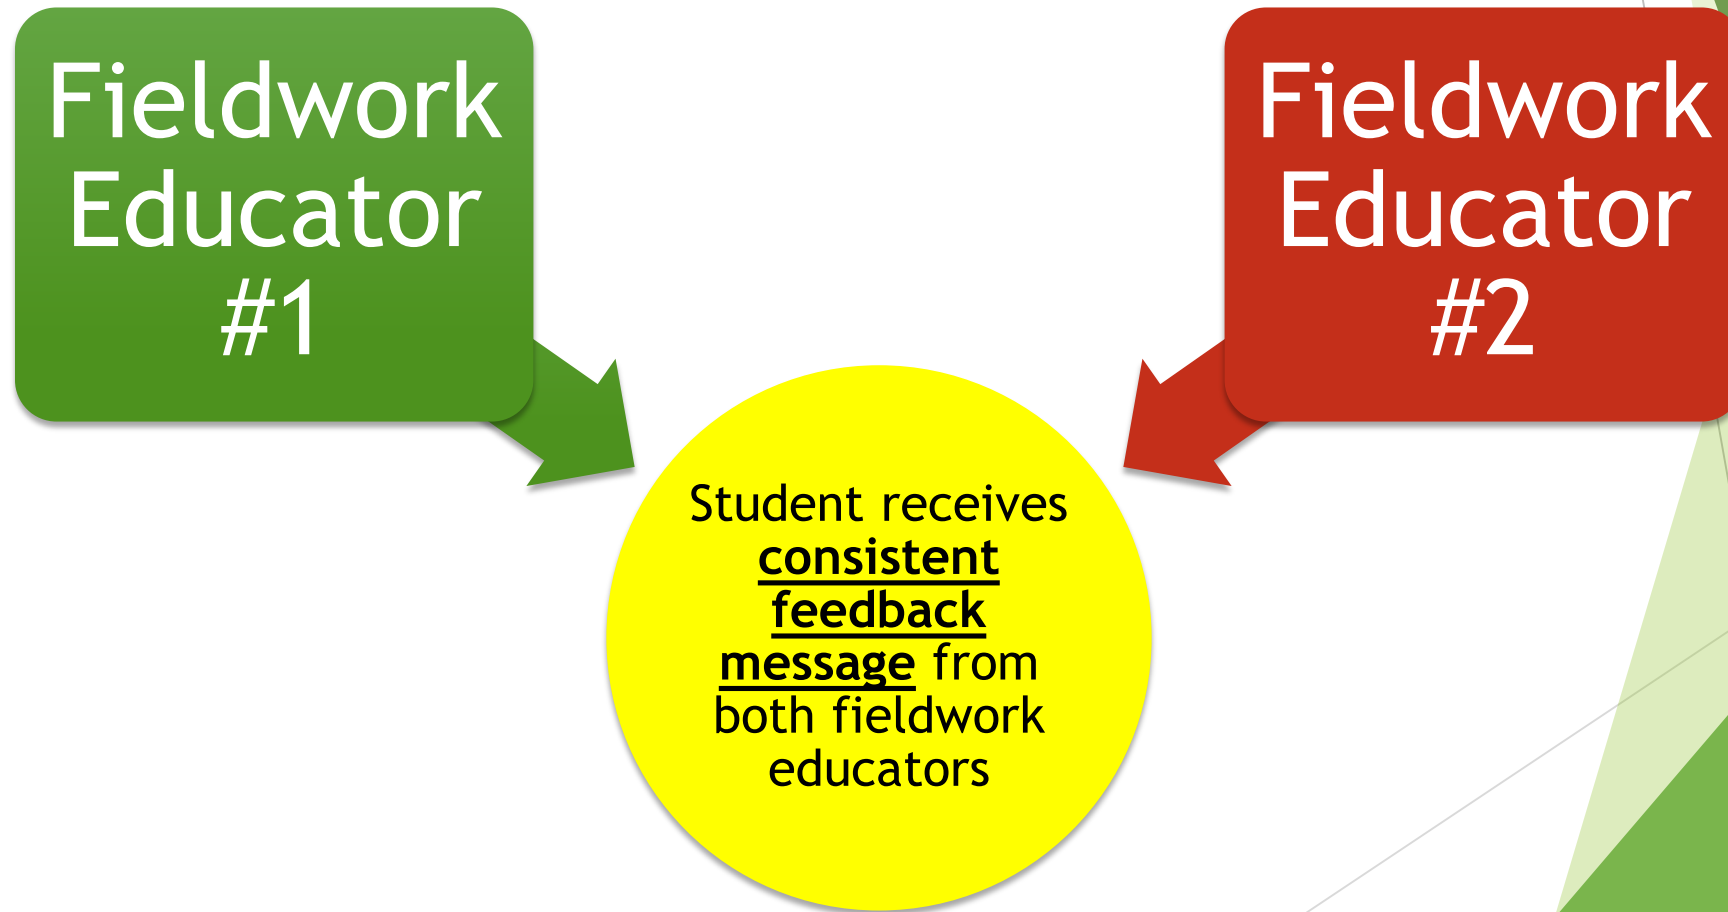 Fieldwork
Educator
#1
Fieldwork
Educator
#2
Student receives
consistent
feedback
message from
both fieldwork
educators